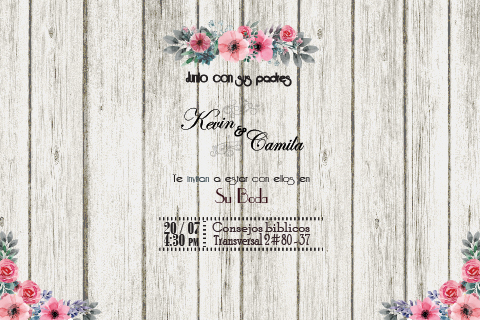 Junto con sus padres
Kevin
&
Camila
Te invitan a estar con ellos en
Su Boda
20/07 Consejos bíblicos
4:30 PM Transversal 2#80-37